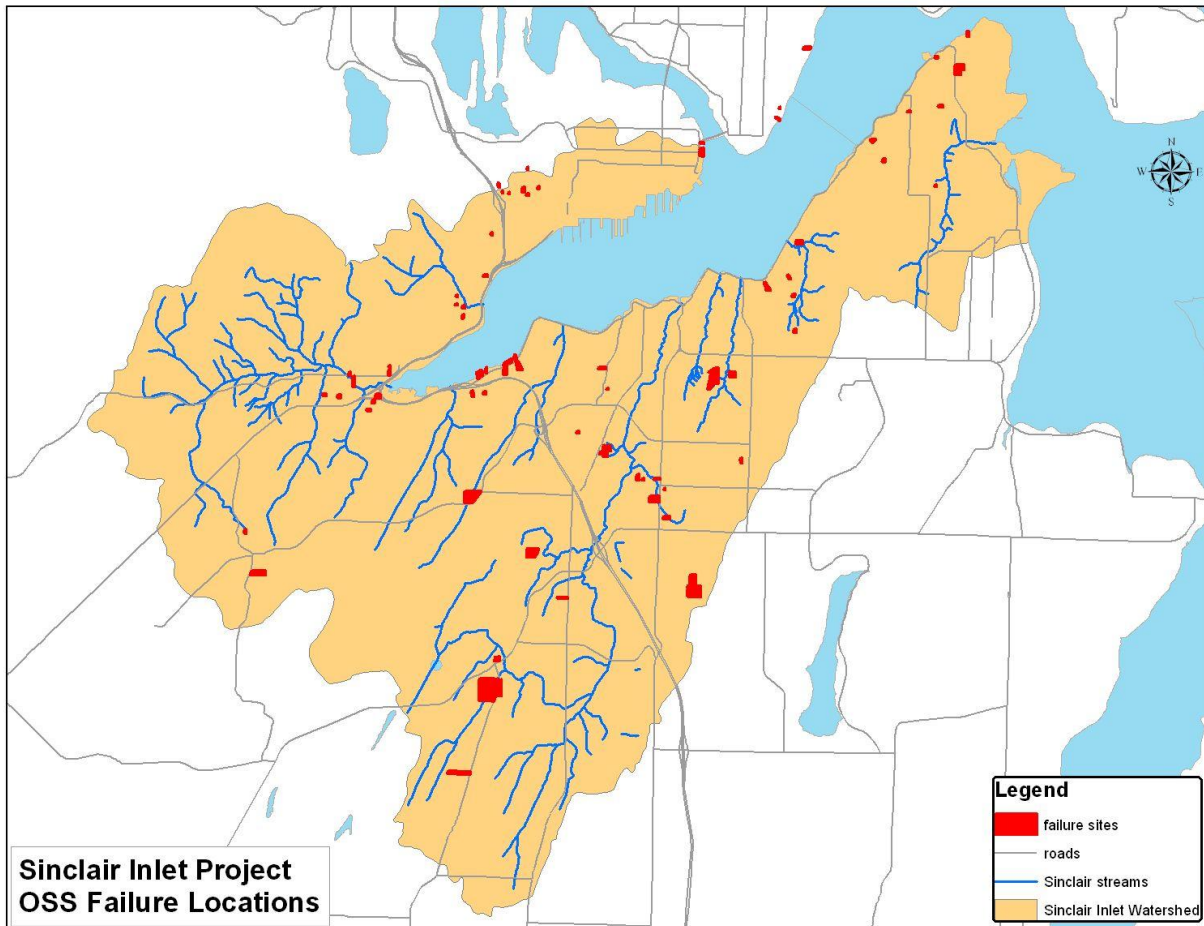 N
W E
S
Legend
failure sites
roads
Sinclair streams
Sinclair Inlet Watershed
Sinclair Inlet Project
OSS Failure Locations